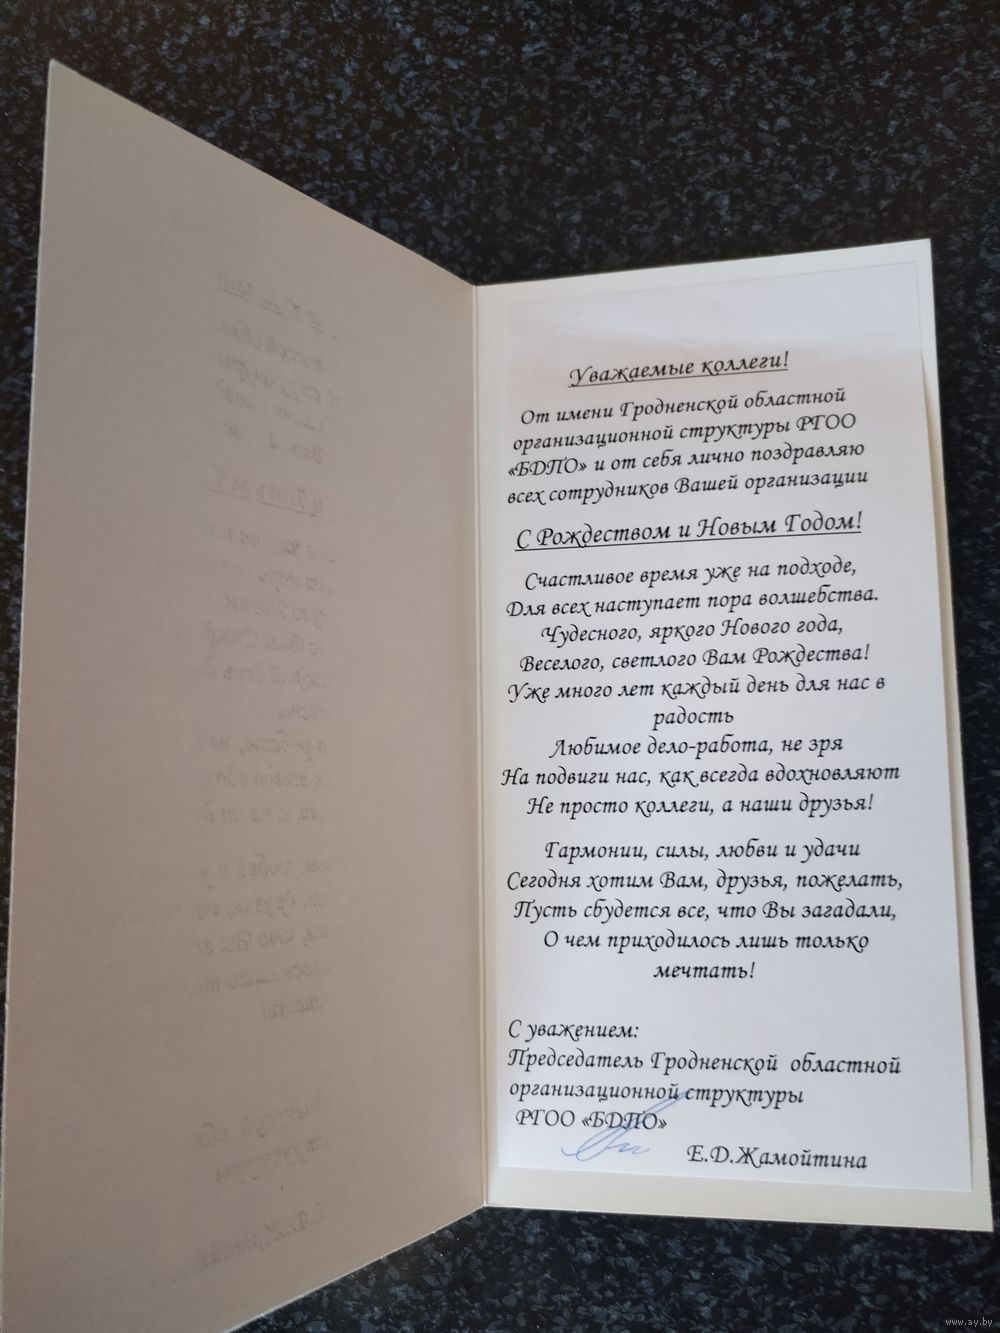 Уважаемые коллеги!
От имени Гродненской областной
организационной структуры РГОО
«БДПО» и от себя лично поздравляю
всех сотрудников Вашей организации
С Рождеством и Новым Годом!
Счастливое время уже на подходе,
Для всех наступает пора волшебства.
Чудесного, яркого Нового года,
Веселого, светлого Вам Рождества!
Уже много лет каждый день для нас в
радость
Любимое дело-работа, не зря
На подвиги нас, как всегда вдохновляют
Не просто коллеги, а наши друзья!
Гармонии, силы, любви и удачи
Сегодня хотим Вам, друзья, пожелать,
Пусть сбудется все, что Вы загадали,
О чем приходилось лишь только
мечтать!
С уважением:
Председатель Гродненской областной
организационной структуры
РГОО «БДПО»
Е.Д.Жамойтина
www.ay.by